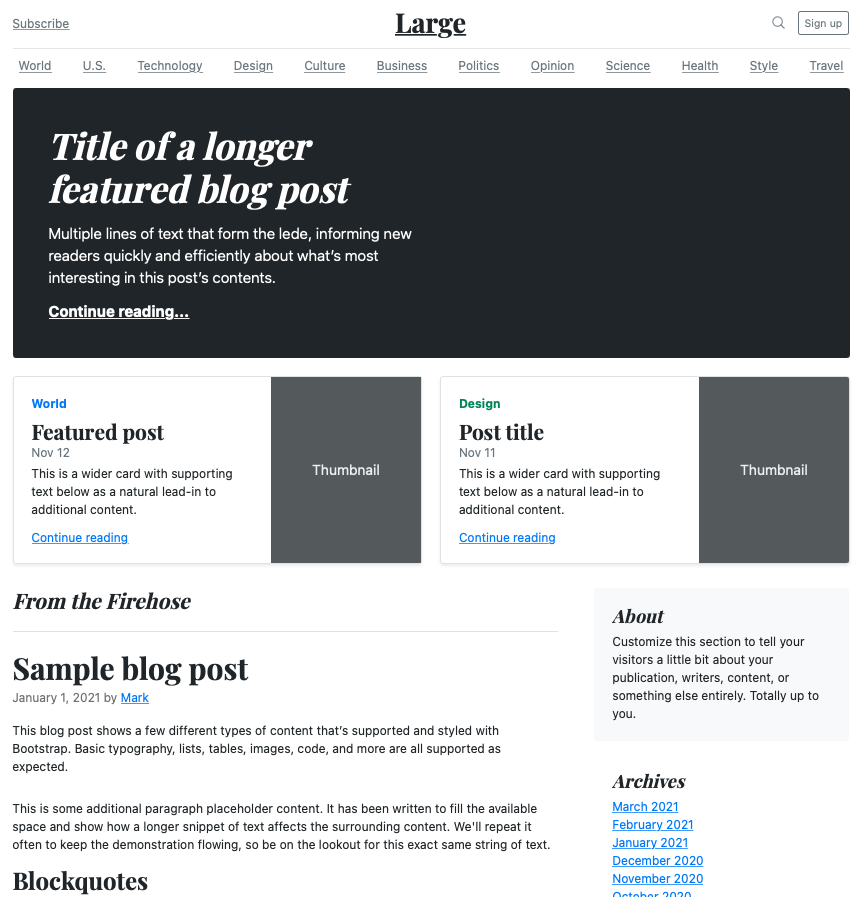 Subscribe
Large
Sign up
World U.S. Technology Design Culture Business Politics Opinion Science Health Style Travel
Title of a longer
featured blog post
Multiple lines of text that form the lede, informing new
readers quickly and efficiently about what's most
interesting in this post's contents.
Continue reading...
World
Featured post
Nov 12
This is a wider card with supporting
text below as a natural lead-in to
additional content.
Continue reading
Thumbnail
Design
Post title
Nov 11
This is a wider card with supporting
text below as a natural lead-in to
additional content.
Continue reading
Thumbnail
From the Firehose
Sample blog post
January 1, 2021 by Mark
This blog post shows a few different types of content that's supported and styled with
Bootstrap. Basic typography, lists, tables, images, code, and more are all supported as
expected.
This is some additional paragraph placeholder content. It has been written to fill the available
space and show how a longer snippet of text affects the surrounding content. We'll repeat it
often to keep the demonstration flowing, so be on the lookout for this exact same string of text.
Blockquotes
About
Customize this section to tell your
visitors a little bit about your
publication, writers, content, or
something else entirely. Totally up to
you.
Archives
March 2021
February 2021
January 2021
December 2020
November 2020
October 2020